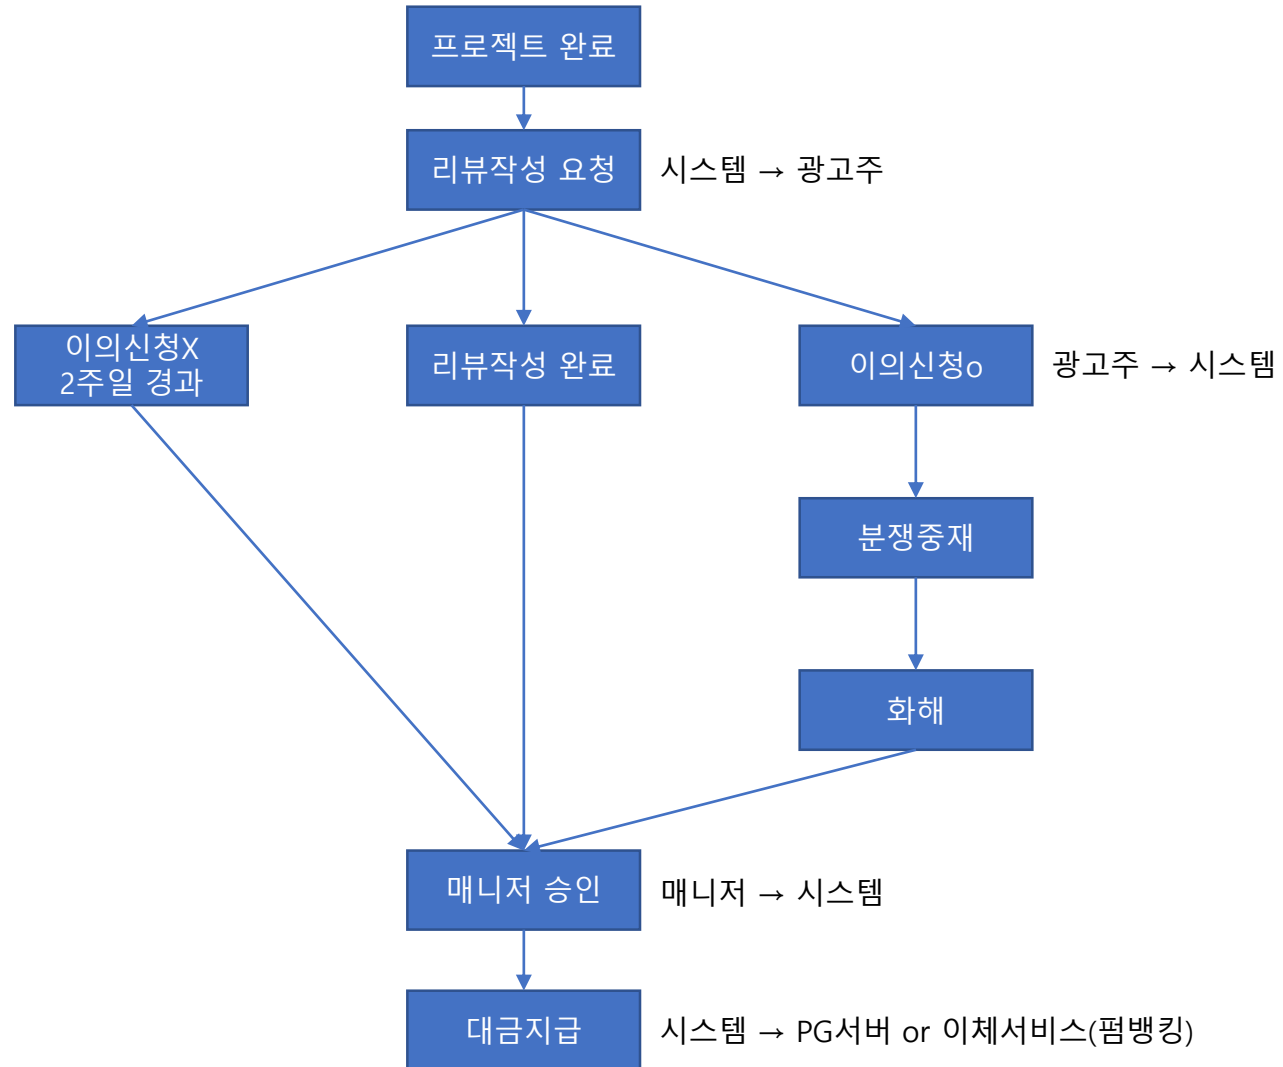 프로젝트 완료
리뷰작성 요청
시스템 → 광고주
이의신청X
2주일 경과
리뷰작성 완료
이의신청o
광고주 → 시스템
분쟁중재
화해
매니저 승인
매니저 → 시스템
대금지급
시스템 → PG서버 or 이체서비스(펌뱅킹)